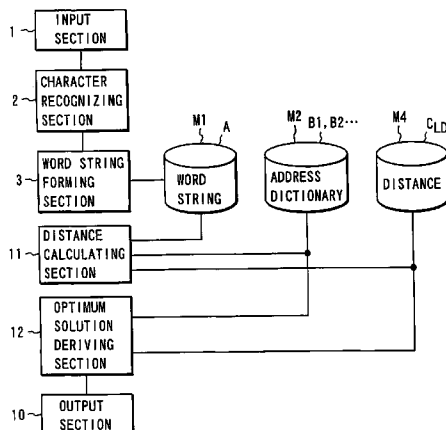 1
INPUT
SECTION
2
CHARACTER
RECOGNIZING
SECTION
3
WORD STRING
FORMING
SECTION
M1
A
WORD
STRING
M2
B1, B2...
ADDRESS
DICTIONARY
M4
CLD
DISTANCE
11
DISTANCE
CALCULATING
SECTION
12
OPTIMUM
SOLUTION
DERIVING
SECTION
10
OUTPUT
SECTION